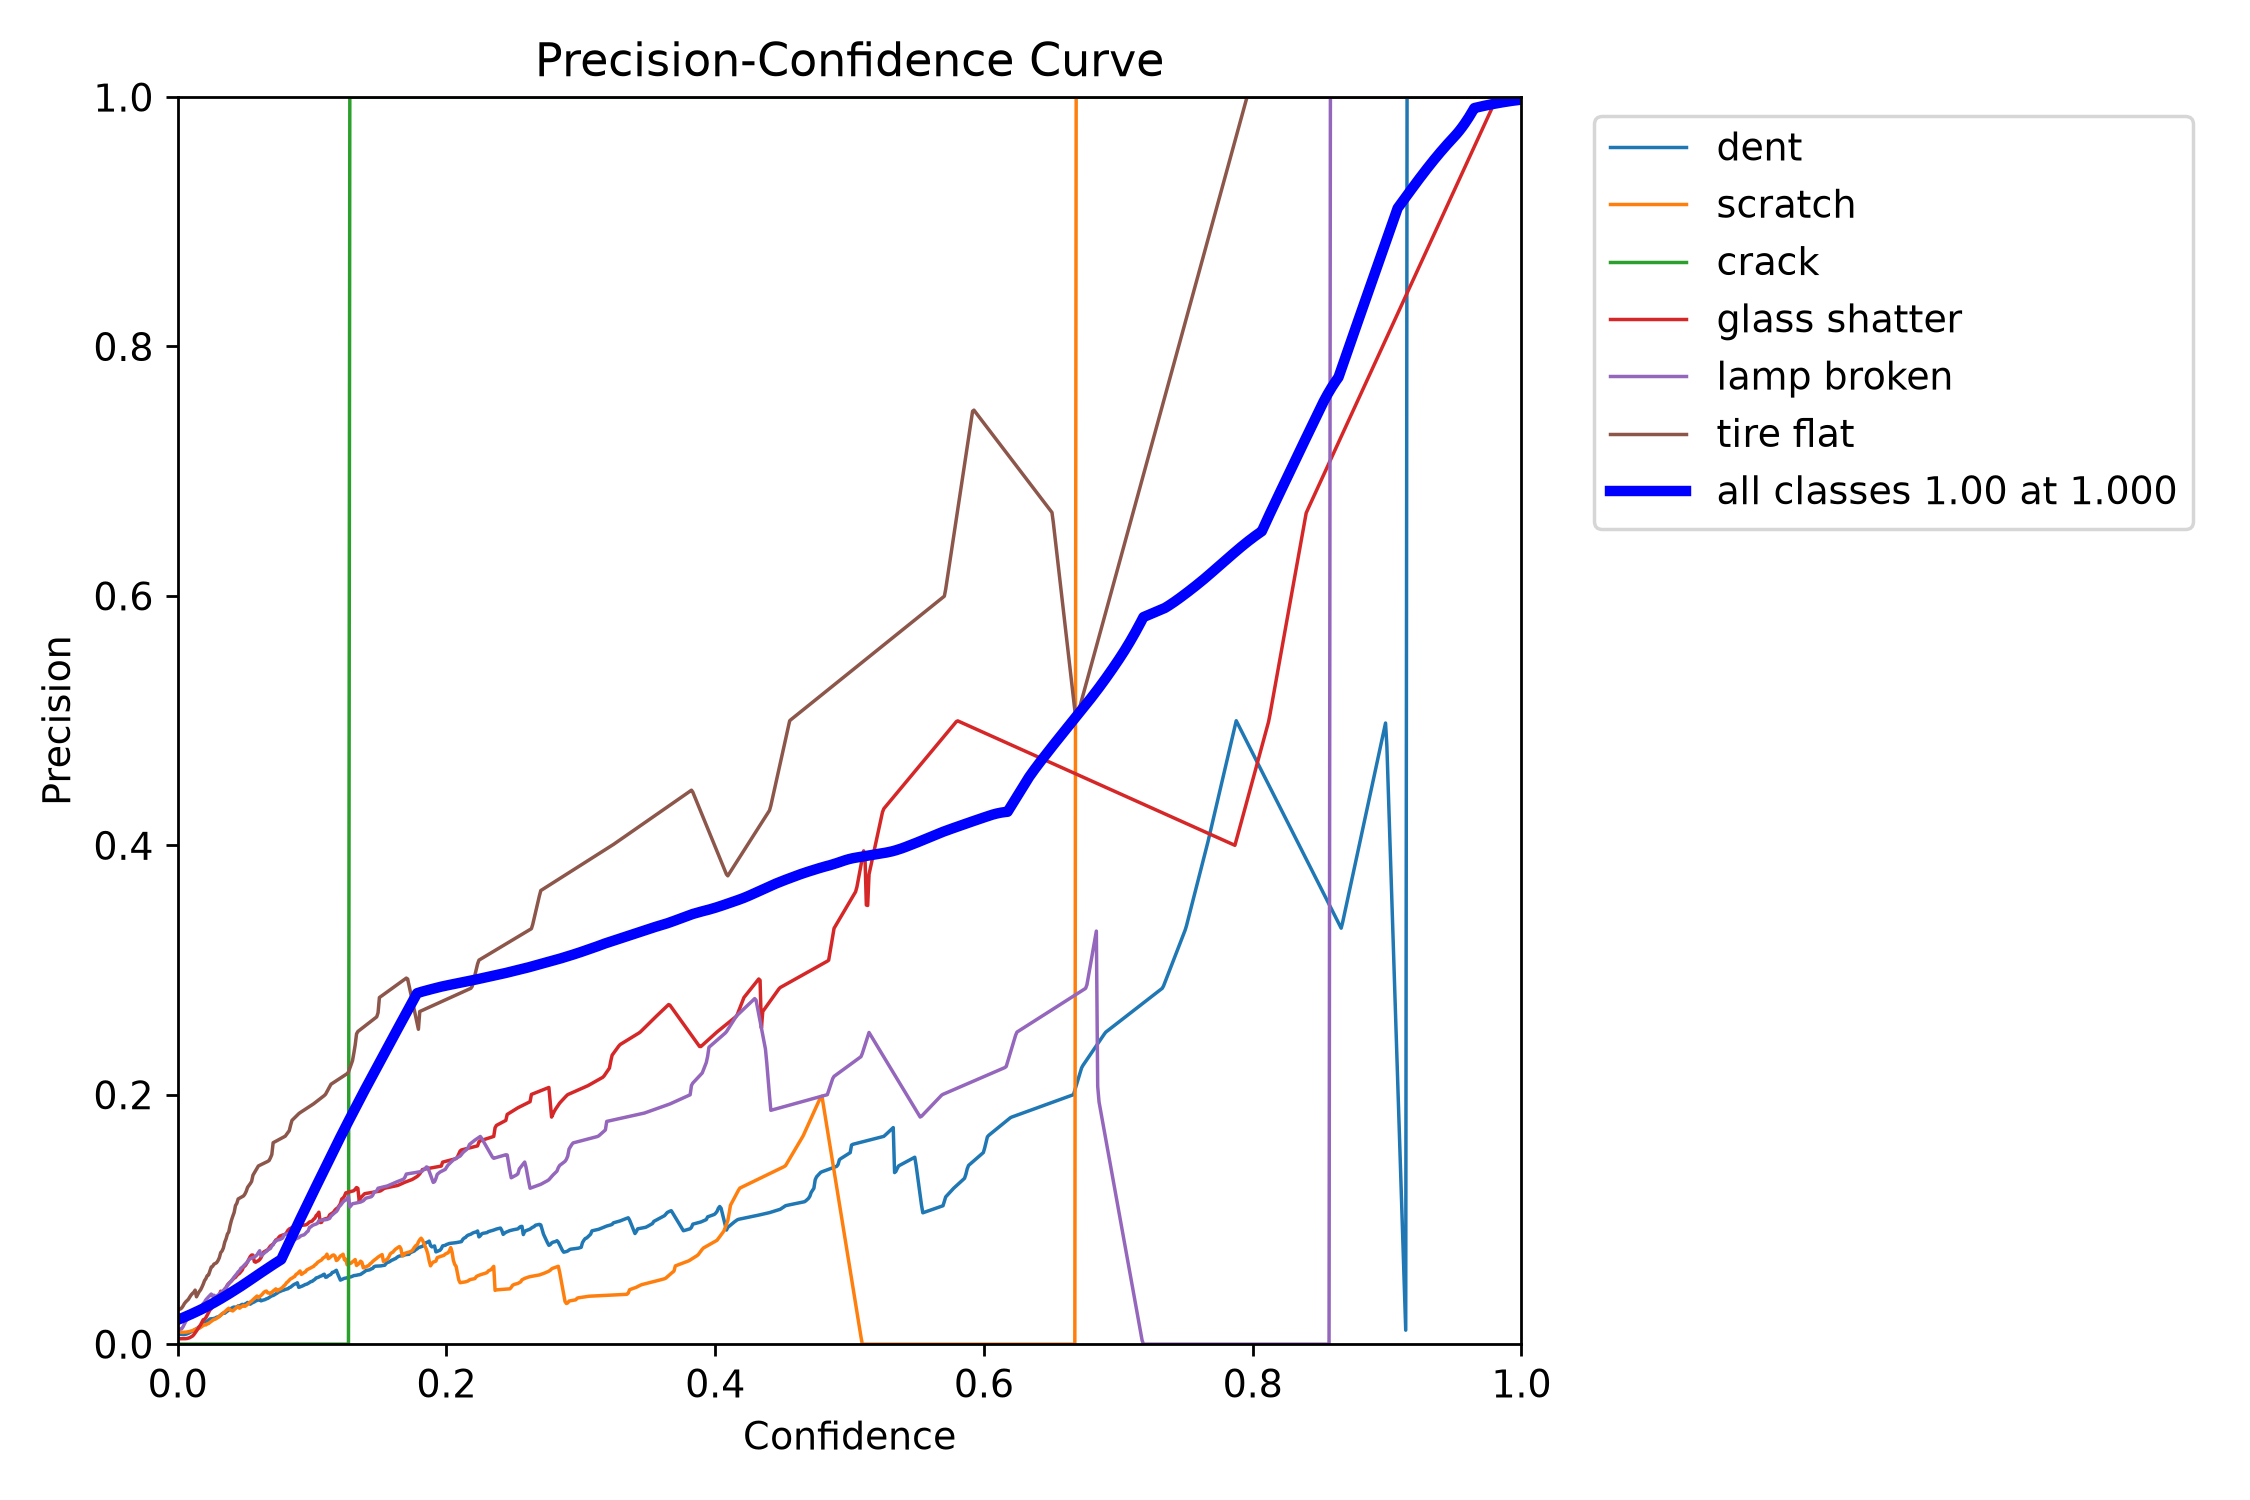 Precision-Confidence Curve
1.0
0.8
0.6
0.4
0.2
0.0
Precision
0.0 0.2 0.4 0.6 0.8 1.0
Confidence
dent
scratch
crack
glass shatter
lamp broken
tire flat
all classes 1.00 at 1.000